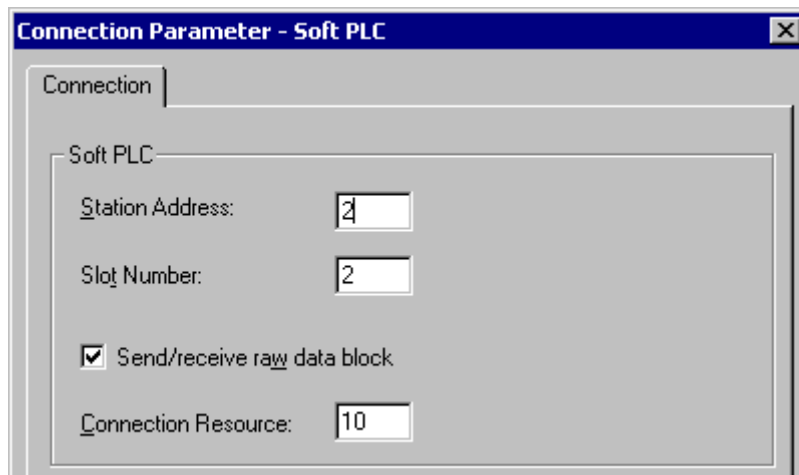 Connection Parameter - Soft PLC
Connection
Soft PLC
Station Address: 2
Slot Number: 2
Send/receive raw data block
Connection Resource: 10